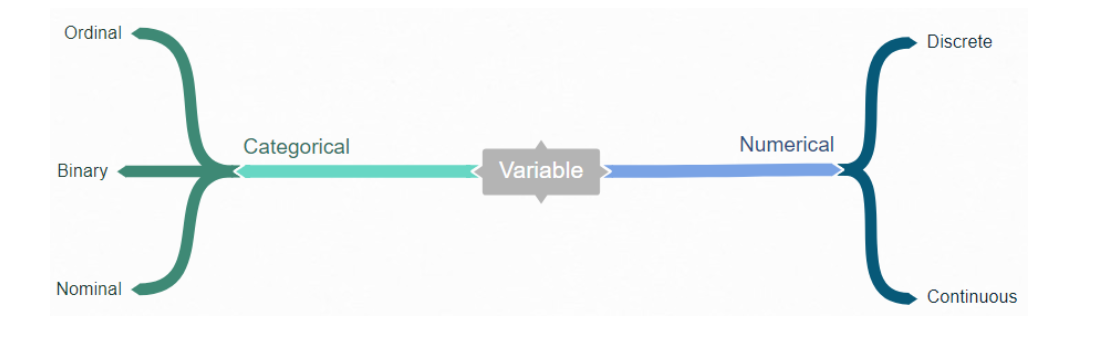 Ordinal
Discrete
Categorical
Numerical
Variable
Binary
Nominal
Continuous